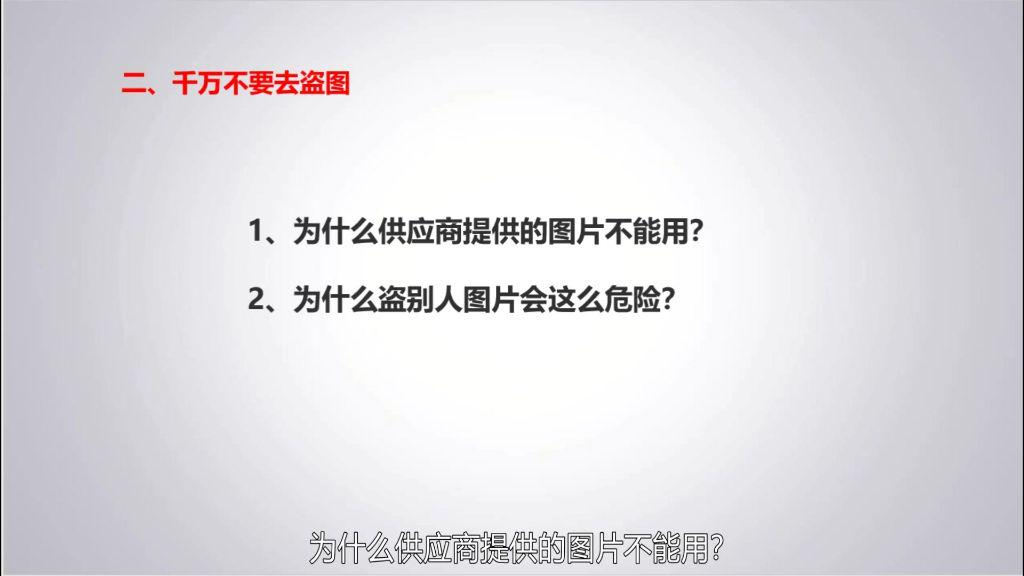 二、千万不要去盗图
1、为什么供应商提供的图片不能用?
2、为什么盗别人图片会这么危险?
为什么供应商提供的图片不能用?